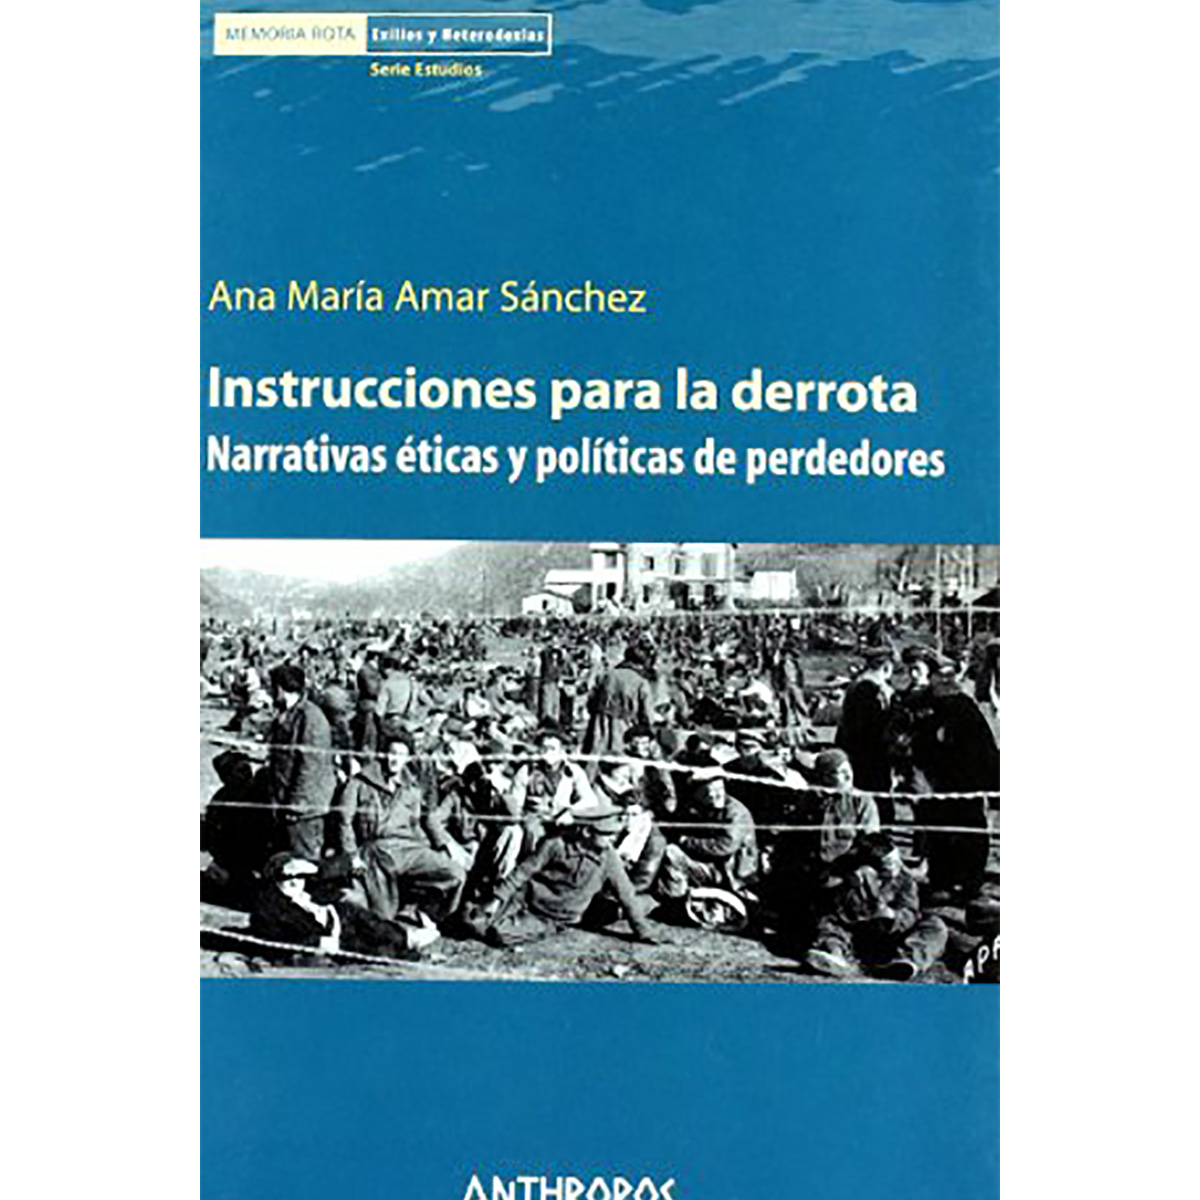 MEMORIA ROTA Exilios y Heterodoxias
Serie Estudios
Ana María Amar Sánchez
Instrucciones para la derrota
Narrativas éticas y políticas de perdedores
APA
ANTHROPOS